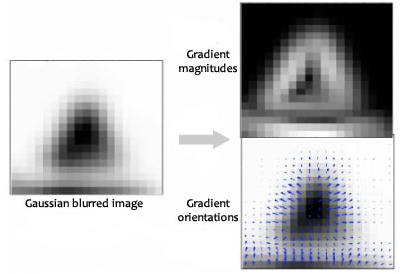 Gradient
magnitudes
Gaussian blurred image
Gradient
orientations